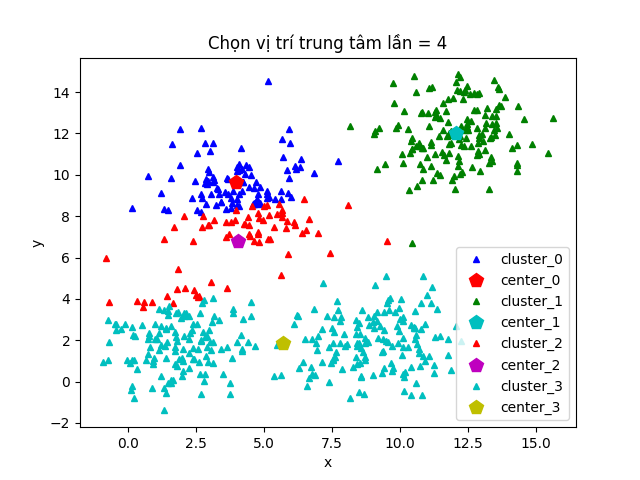 Chọn vị trí trung tâm lần = 4
y
14
12
10
8
6
4
2
0
−2
0.0 2.5 5.0 7.5 10.0 12.5 15.0
x
cluster_0
center_0
cluster_1
center_1
cluster_2
center_2
cluster_3
center_3